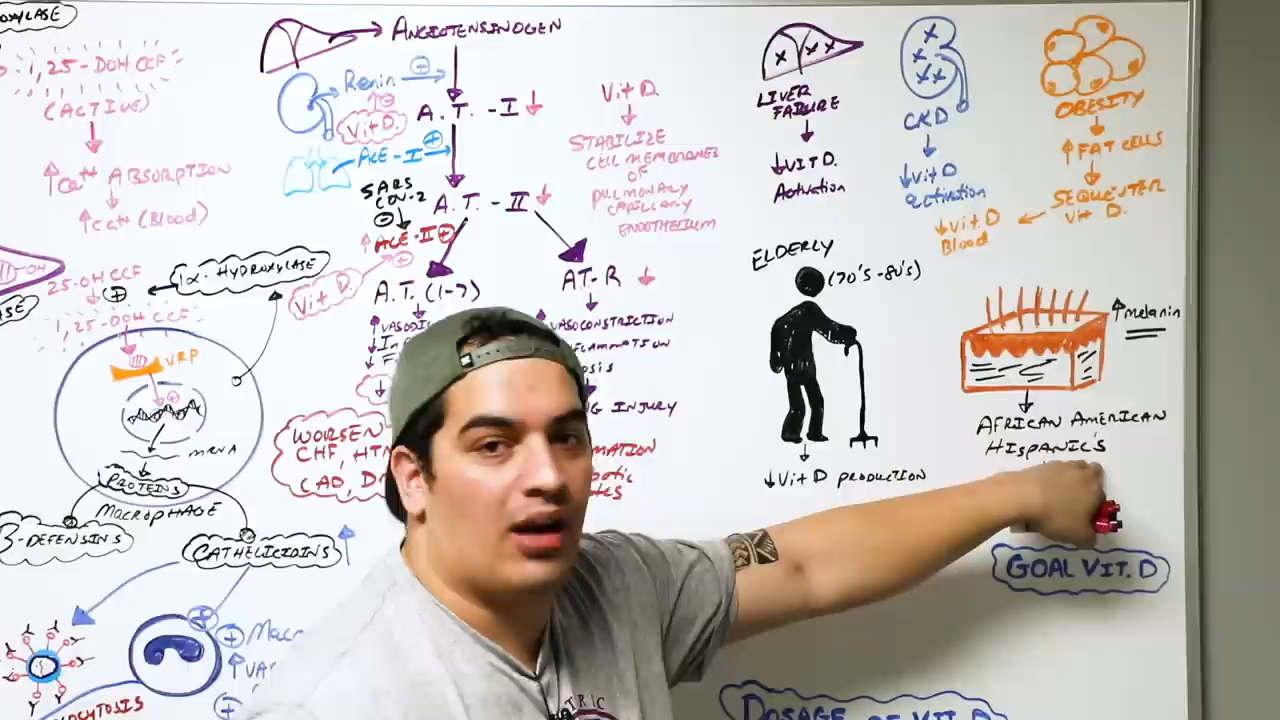 OXYLASE
1,25-DOH CCF
(ACTIVE)
↑Ca++ ABSORPTION
↑Ca++ (Blood)
25-OH CCF
1α-HYDROXYLASE
1,25-DOH CCF
VRP
mRNA
PROTEINS
MACROPHAGE
β-DEFENSINS
CATHELICIDINS
ANGIOTENSINOGEN
Renin
Vit D.
A.T. -I
ACE-I
SARS
COV-2
A.T. -II
ACE-II
Vit D.
A.T. (1-7)
AT-R
VASOCONSTRICTION
INJURY
WORSEN
CHF, HTN
CAD,
Vit D.
STABILIZE
CELL MEMBRANES
OF
PULMONARY
CAPILLARY
ENDOTHELIUM
LIVER
FAILURE
↓VIT D.
Activation
CKD
↓Vit D
activation
OBESITY
↑ FAT CELLS
SEQUESTER
Vit D.
↓Vit D
Blood
ELDERLY
(70's-80's)
↓Vit D PRODUCTION
↑melanin
AFRICAN AMERICAN
HISPANIC'S
GOAL VIT. D
DOSAGE OF VIT D